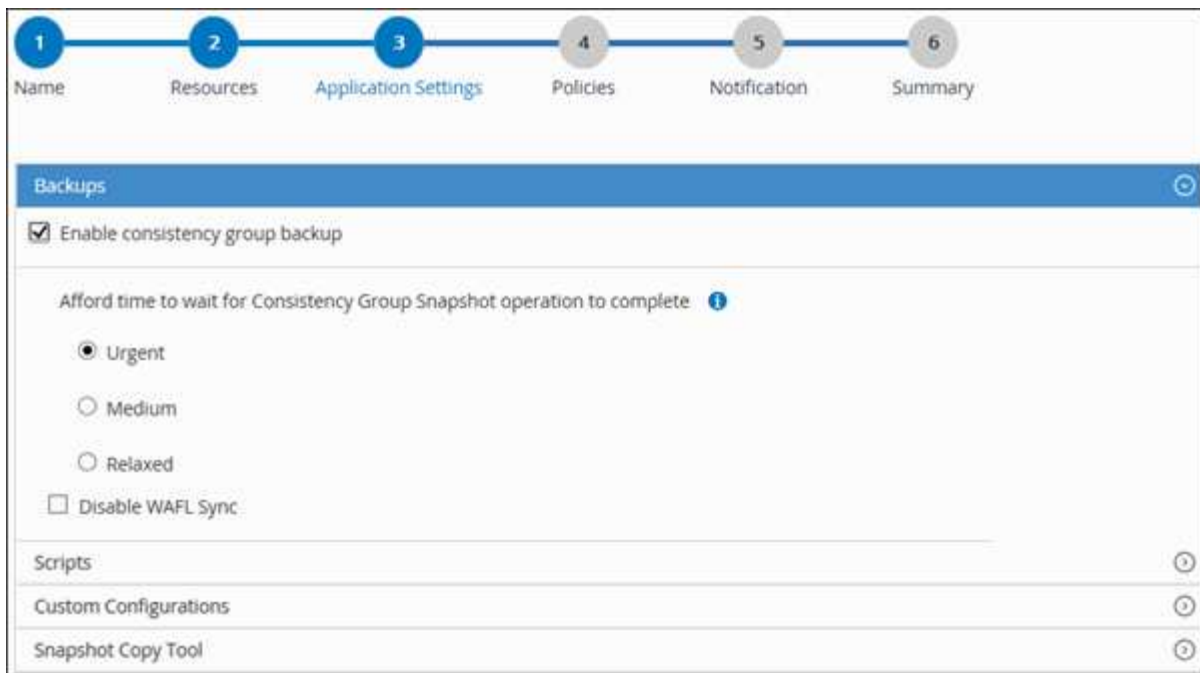 1 2 3 4 5 6
Name Resources Application Settings Policies Notification Summary
Backups
Enable consistency group backup
Afford time to wait for Consistency Group Snapshot operation to complete
Urgent
Medium
Relaxed
Disable WAFL Sync
Scripts
Custom Configurations
Snapshot Copy Tool